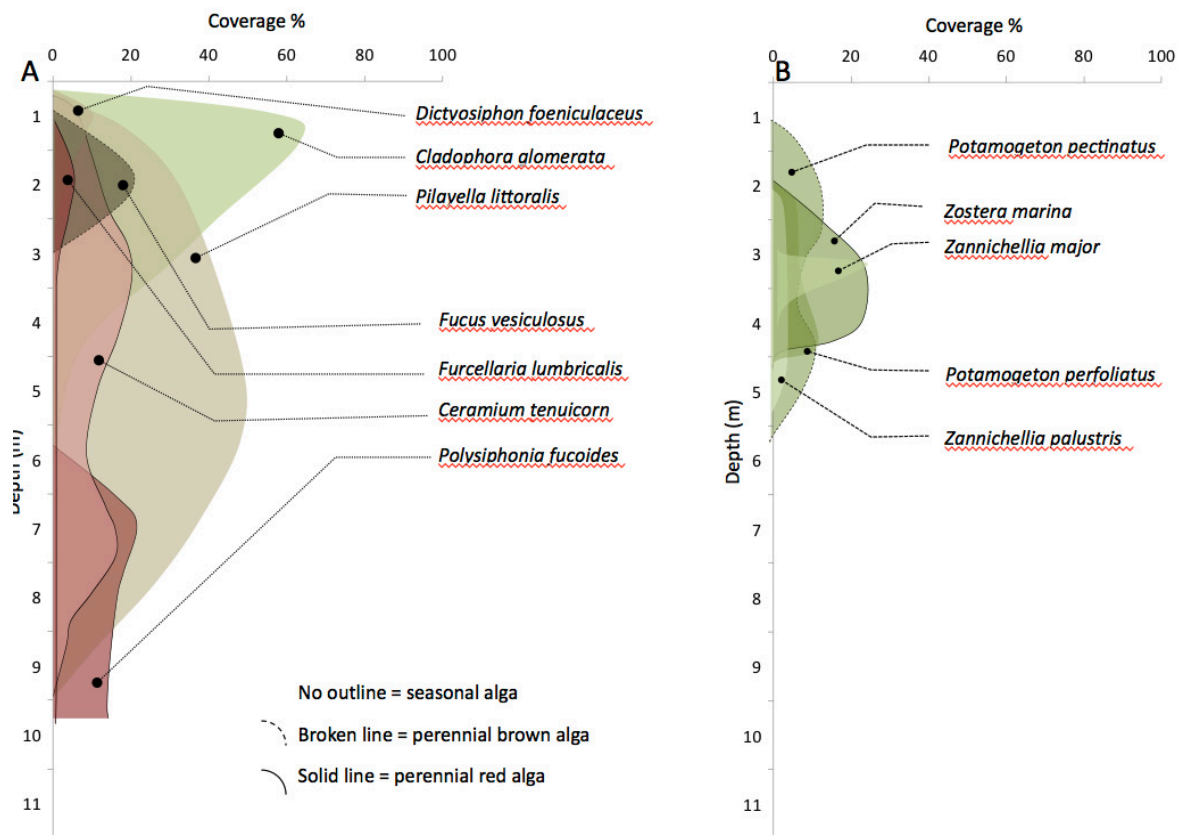 Coverage %
0 20 40 60 80 100
A
1
2
3
4
5
6
7
8
9
10
11
Depth (m)
Dictyosiphon foeniculaceus
Cladophora glomerata
Pilayella littoralis
Fucus vesiculosus
Furcellaria lumbricalis
Ceramium tenuicorn
Polysiphonia fucoides
No outline = seasonal alga
Broken line = perennial brown alga
Solid line = perennial red alga
Coverage %
0 20 40 60 80 100
B
1
2
3
4
5
6
7
8
9
10
11
Depth (m)
Potamogeton pectinatus
Zostera marina
Zannichellia major
Potamogeton perfoliatus
Zannichellia palustris